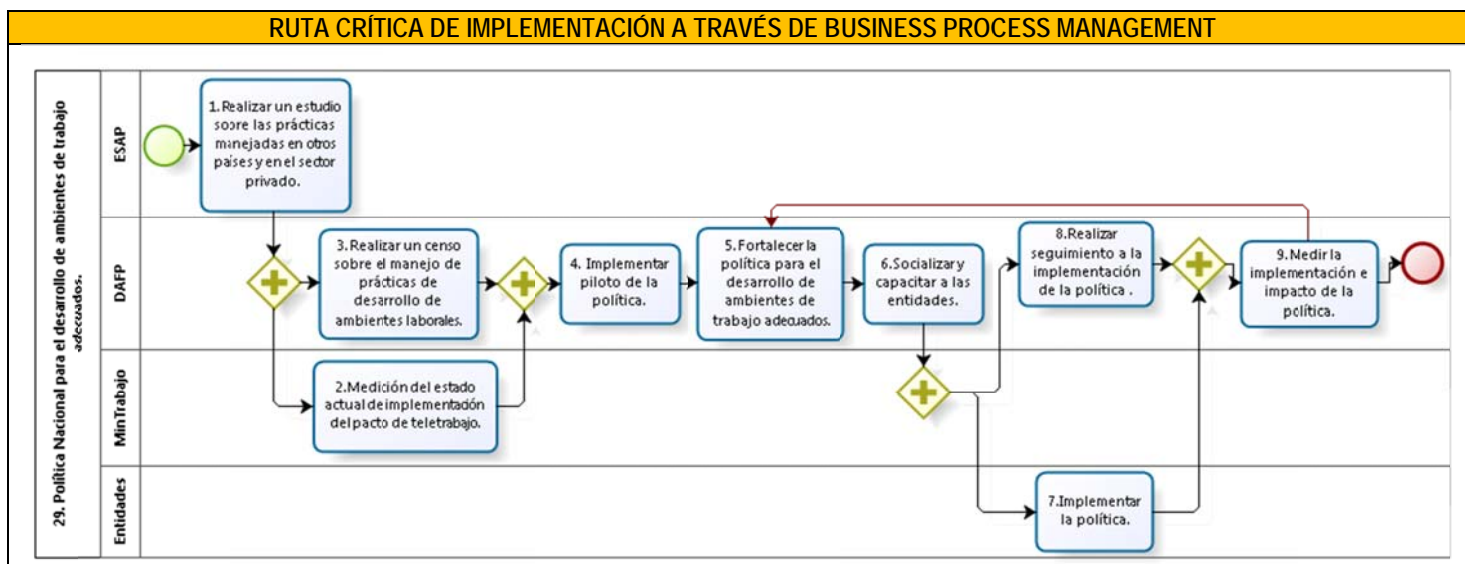 RUTA CRÍTICA DE IMPLEMENTACIÓN A TRAVÉS DE BUSINESS PROCESS MANAGEMENT
29. Política Nacional para el desarrollo de ambientes de trabajo
adecuados.
ESAP
1.Realizar un estudio
sobre las prácticas
manejadas en otros
países y en el sector
privado.
DAFP
3.Realizar un censo
sobre el manejo de
prácticas de
desarrollo de
ambientes laborales.
4. Implementar
piloto de la
política.
5.Fortalecer la
política para el
desarrollo de
ambientes de
trabajo adecuados.
6.Socializar y
capacitar a las
entidades.
8.Realizar
seguimiento a la
implementación
de la política .
9.Medir la
implementación e
impacto de la
política.
MinTrabajo
2.Medición del estado
actual de implementación
del pacto de teletrabajo.
Entidades
7.Implementar
la política.